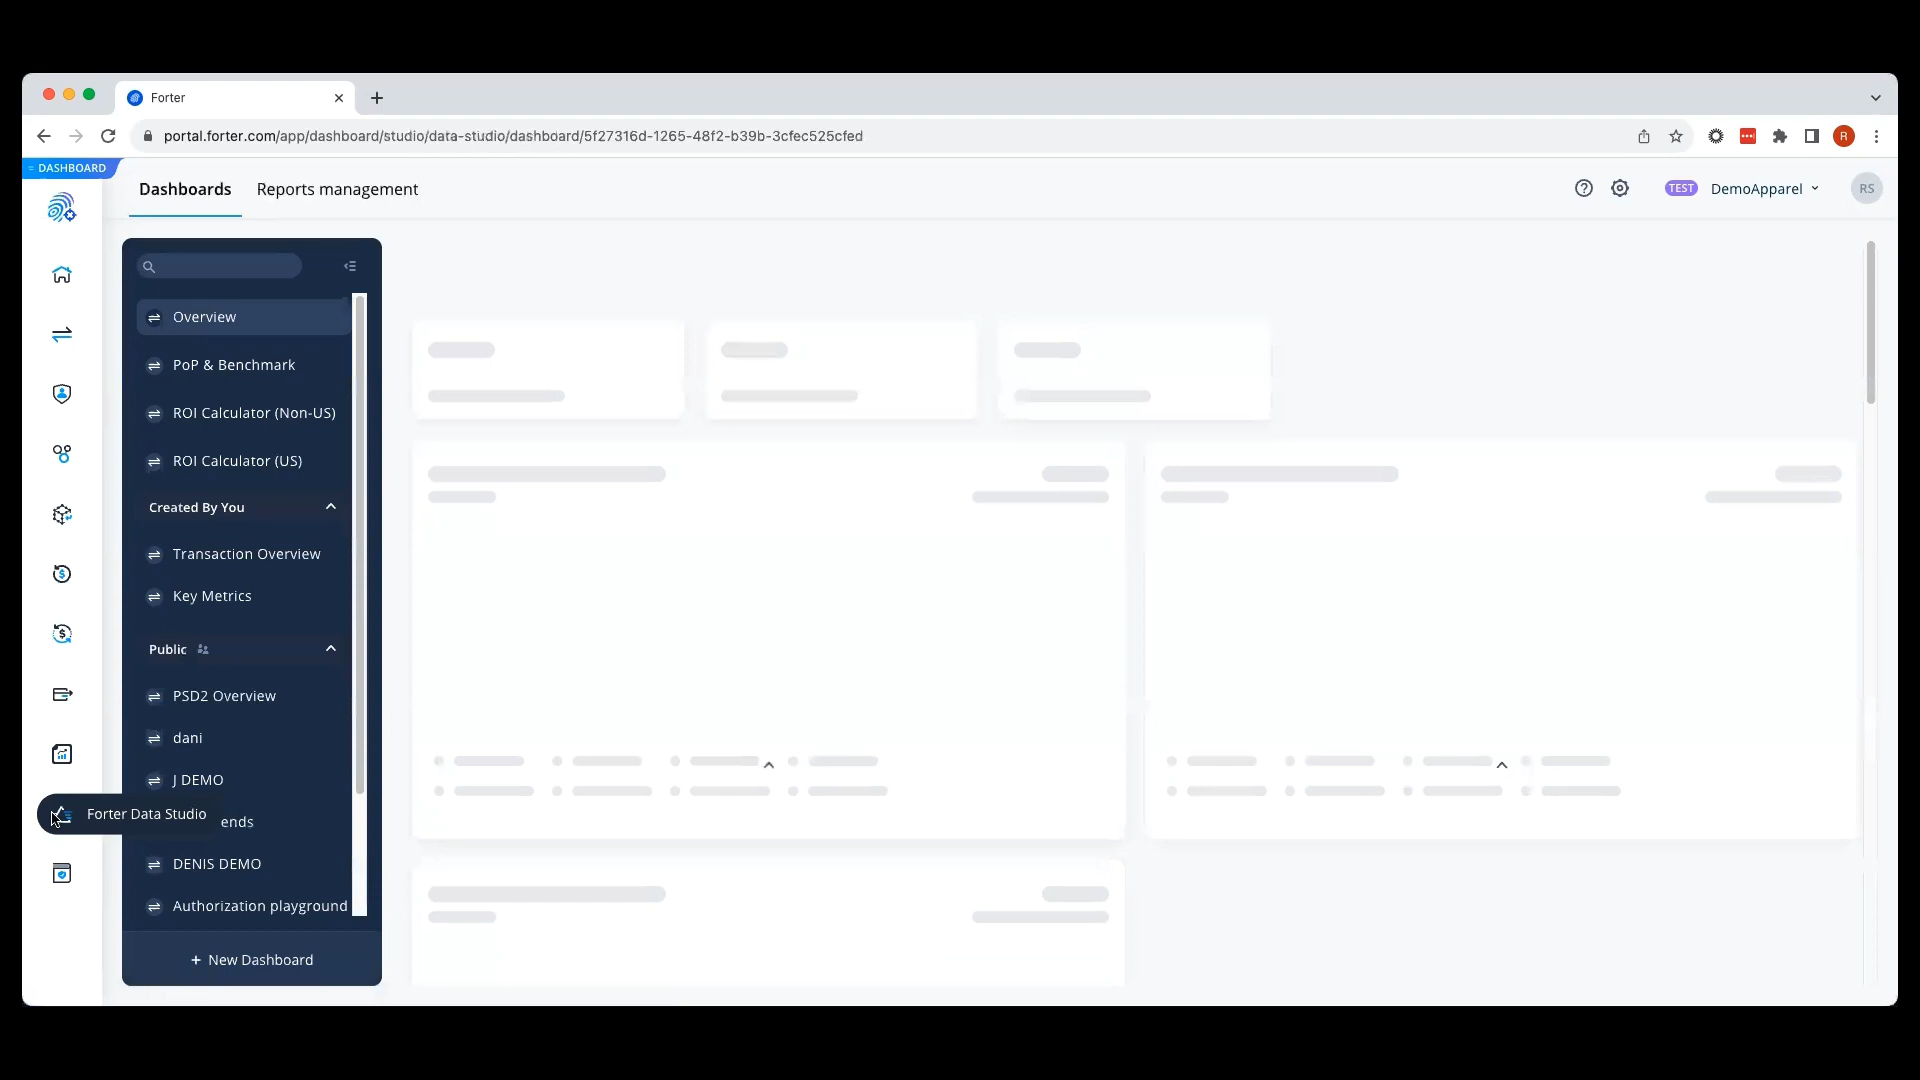 Forter
portal.forter.com/app/dashboard/studio/data-studio/dashboard/5f27316d-1265-48f2-b39b-3cfec525cfed
R
DASHBOARD
Dashboards
Reports management
TEST
DemoApparel
RS
Overview
PoP & Benchmark
ROI Calculator (Non-US)
ROI Calculator (US)
Created By You
Transaction Overview
Key Metrics
Public
PSD2 Overview
dani
J DEMO
Forter Data Studio
ends
DENIS DEMO
Authorization playground
+ New Dashboard